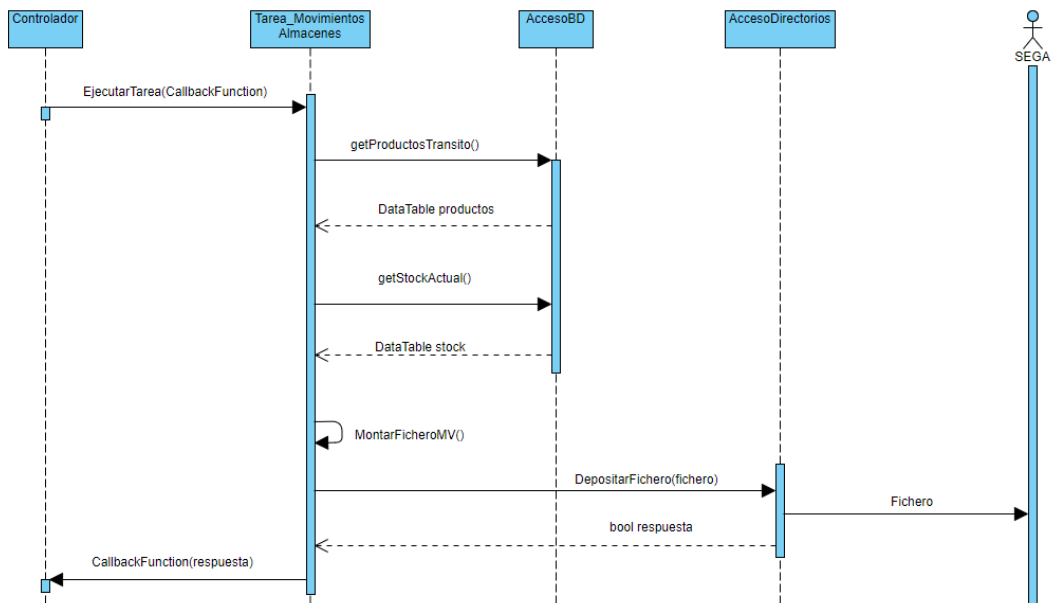 Controlador
Tarea_Movimientos
Almacenes
AccesoBD
AccesoDirectorios
SEGA
EjecutarTarea(CallbackFunction)
getProductosTransito()
DataTable productos
getStockActual()
DataTable stock
MontarFicheroMV()
DepositarFichero(fichero)
Fichero
bool respuesta
CallbackFunction(respuesta)